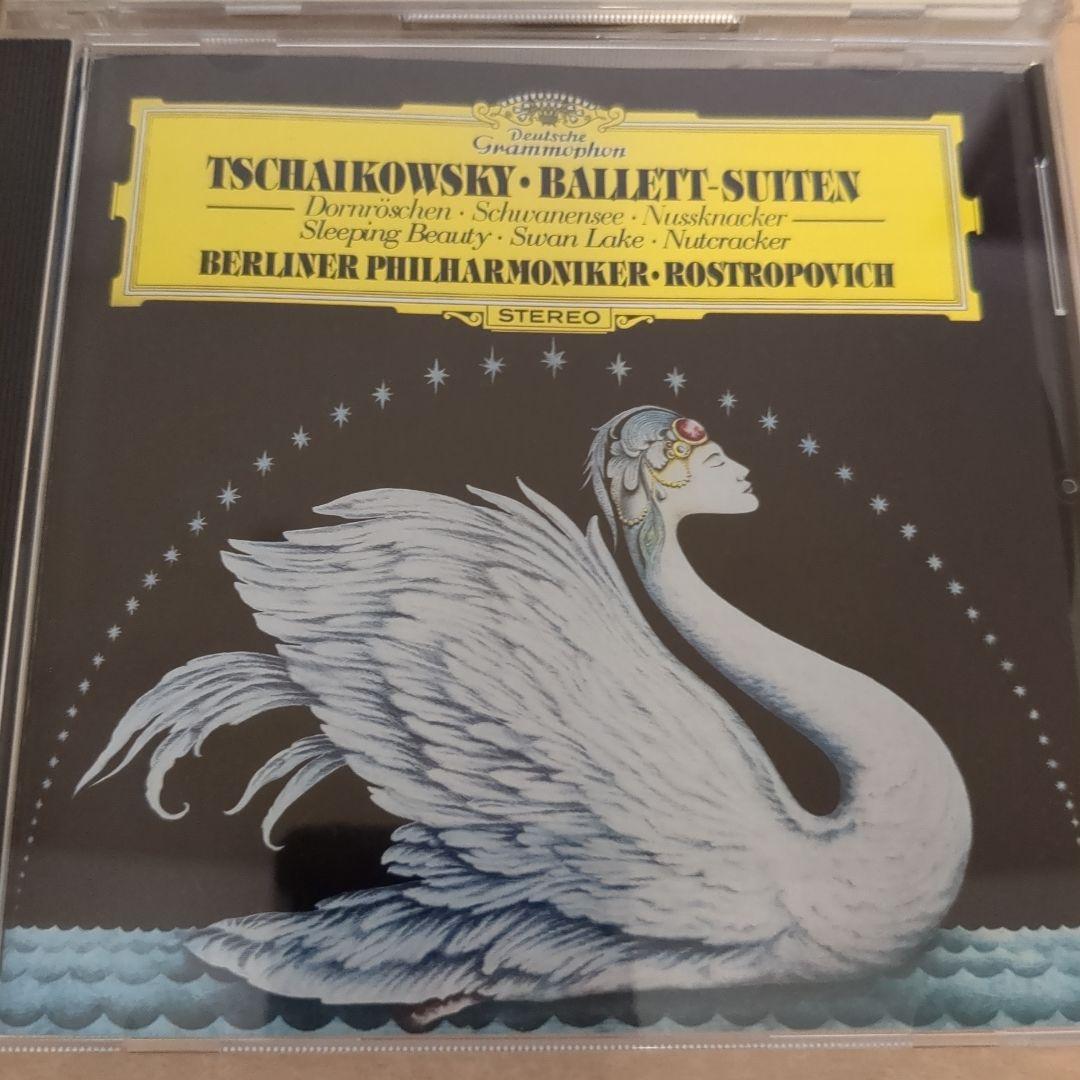 Deutsche
Grammophon
TSCHAIKOWSKY · BALLETT-SUITEN
Dornröschen · Schwanensee · Nussknacker
Sleeping Beauty · Swan Lake · Nutcracker
BERLINER PHILHARMONIKER · ROSTROPOVICH
STEREO